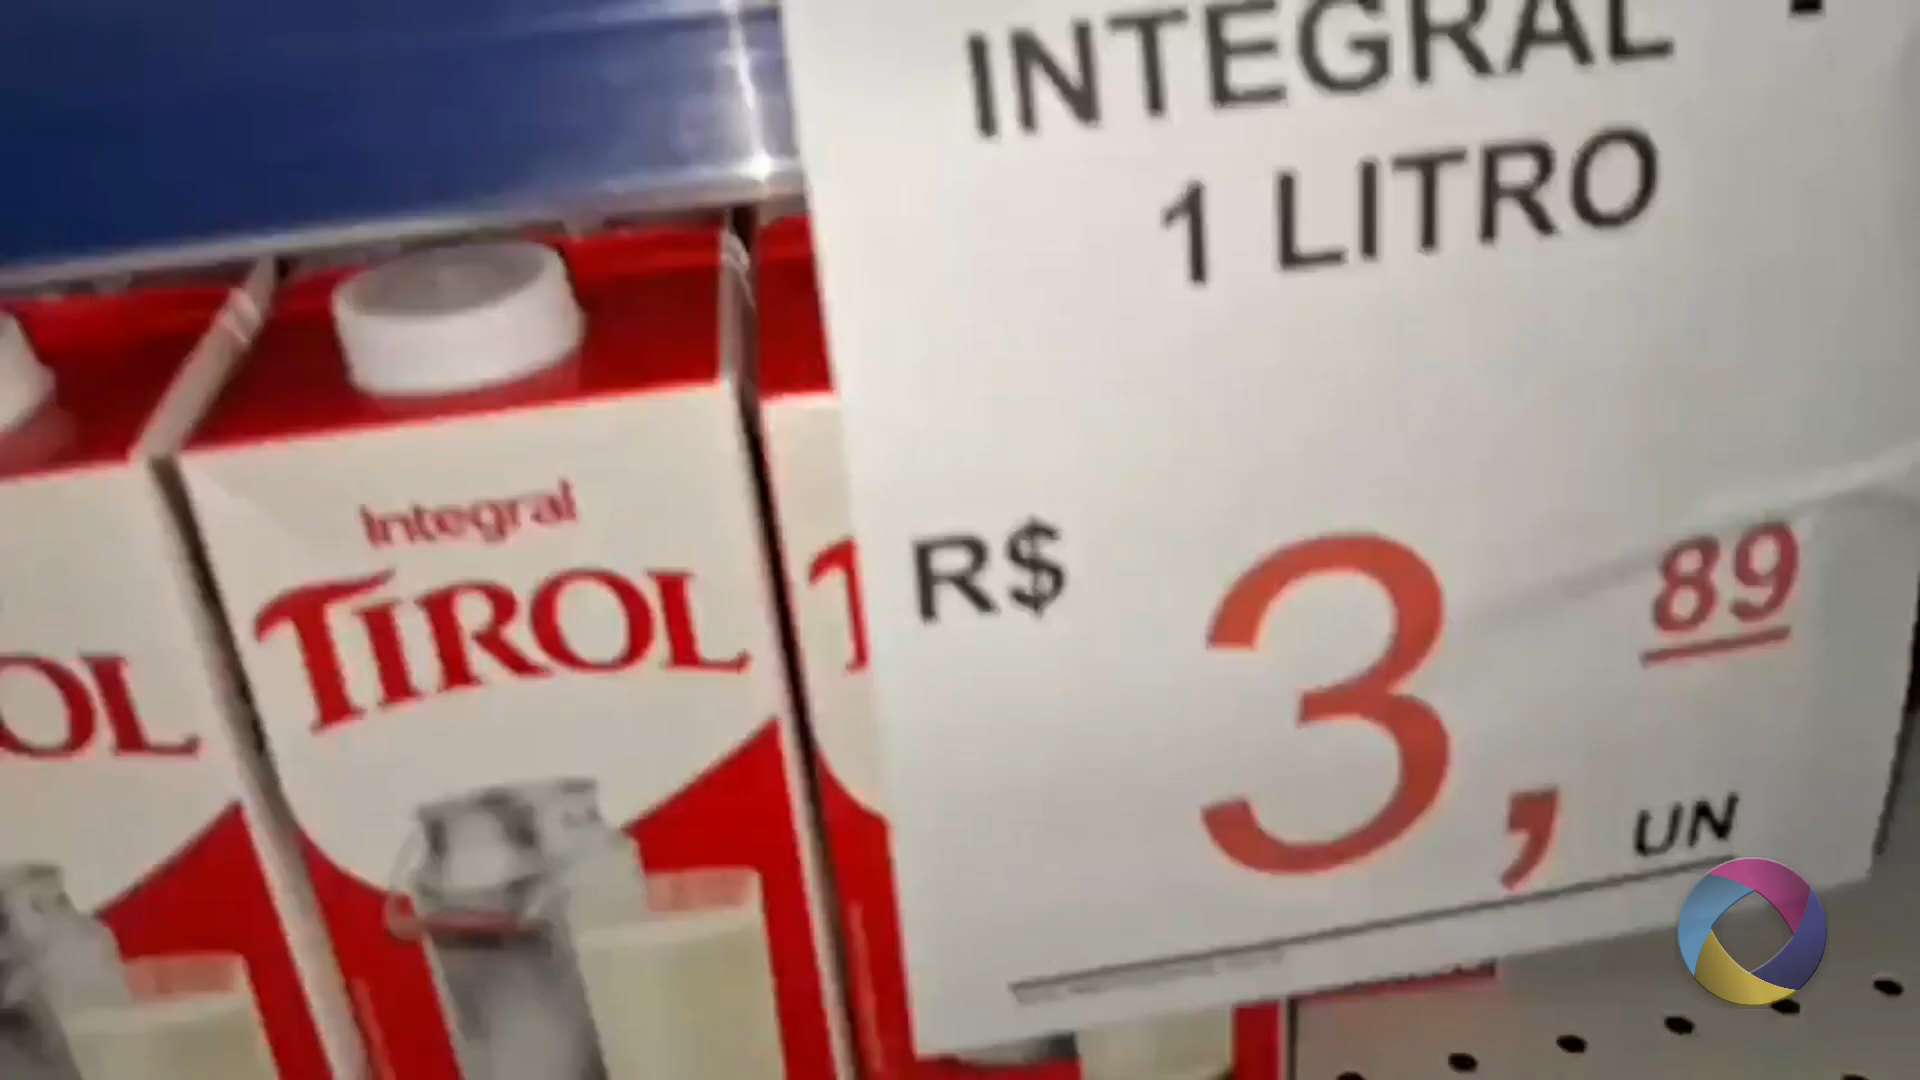 INTEGRAL
1 LITRO
R$ 3,89
UN
Integral
TIROL
OL